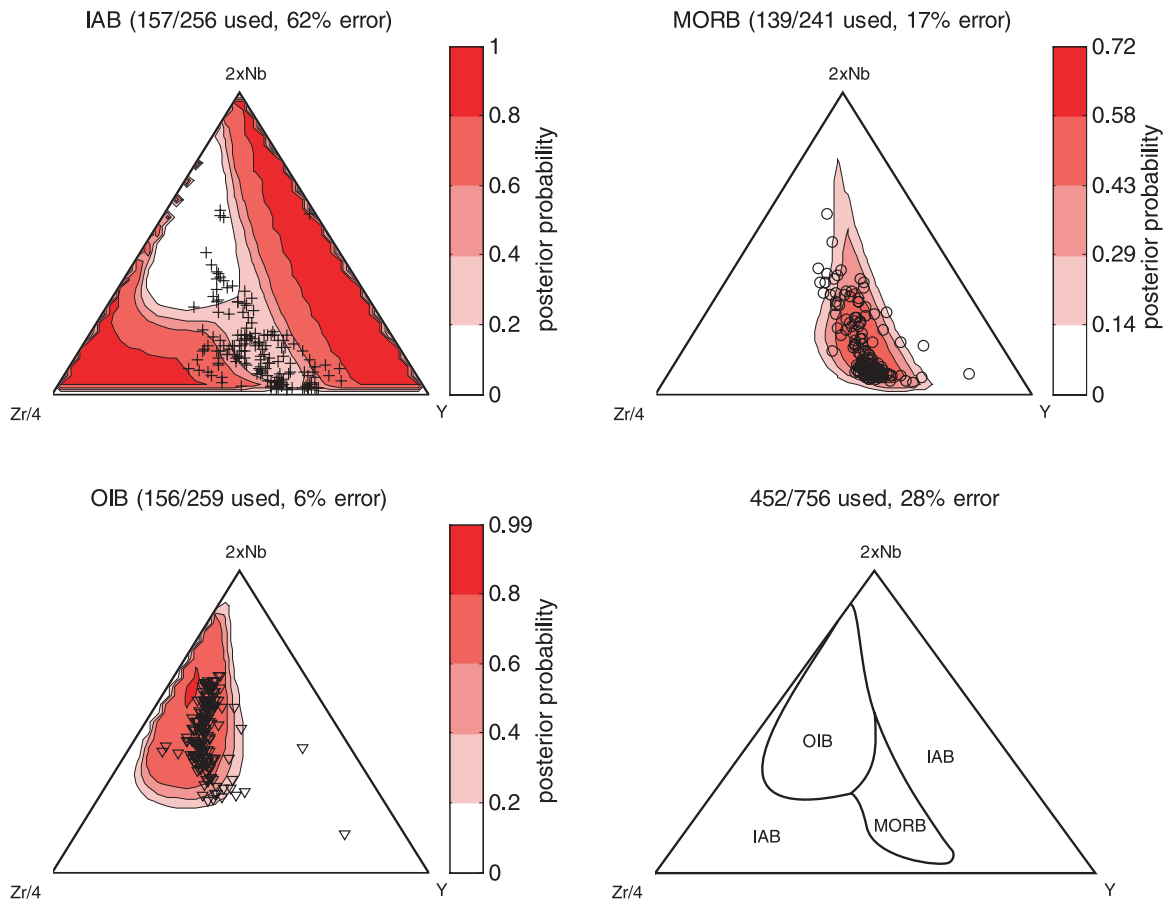 IAB (157/256 used, 62% error)
2xNb
Zr/4
Y
1
0.8
0.6
0.4
0.2
0
posterior probability
MORB (139/241 used, 17% error)
2xNb
Zr/4
Y
0.72
0.58
0.43
0.29
0.14
0
posterior probability
OIB (156/259 used, 6% error)
2xNb
Zr/4
Y
0.99
0.8
0.6
0.4
0.2
0
posterior probability
452/756 used, 28% error
2xNb
OIB
IAB
MORB
IAB
Zr/4
Y